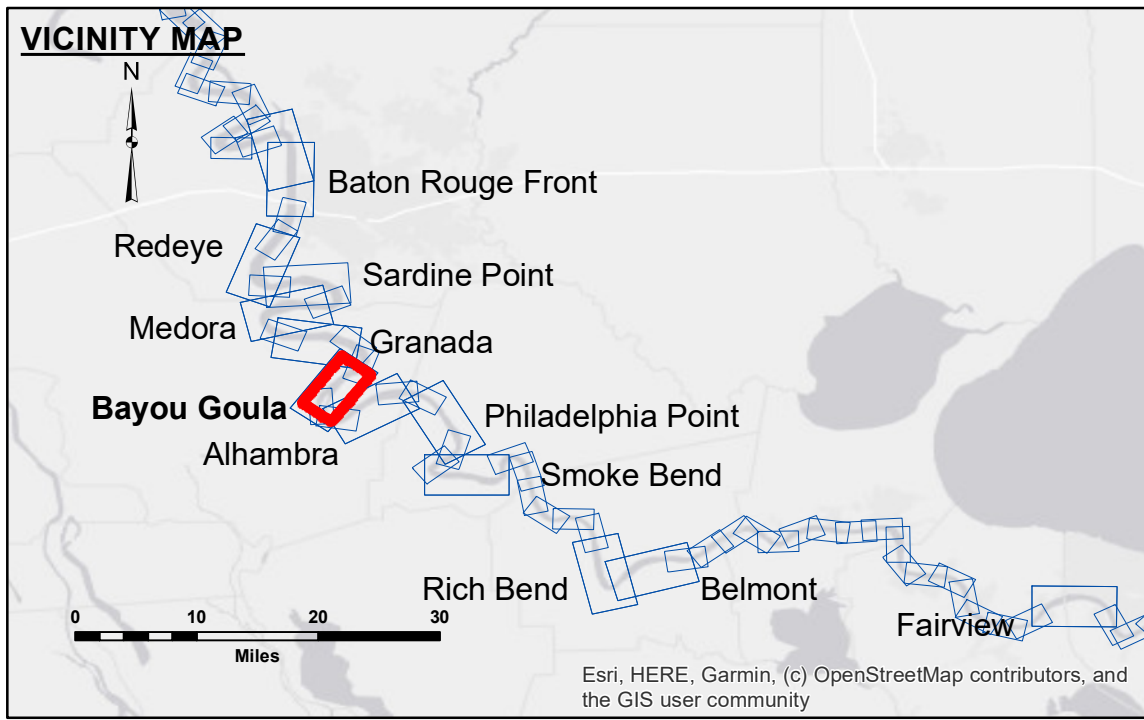 VICINITY MAP
N
Baton Rouge Front
Redeye
Sardine Point
Medora
Granada
Bayou Goula
Philadelphia Point
Alhambra
Smoke Bend
Rich Bend
Belmont
Fairview
0 10 20 30
Miles
Esri, HERE, Garmin, (c) OpenStreetMap contributors, and
the GIS user community